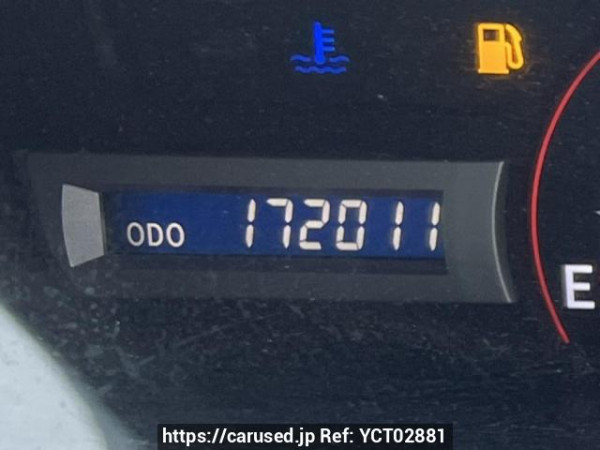 ODO 172011
E
https://carused.jp Ref: YCT02881